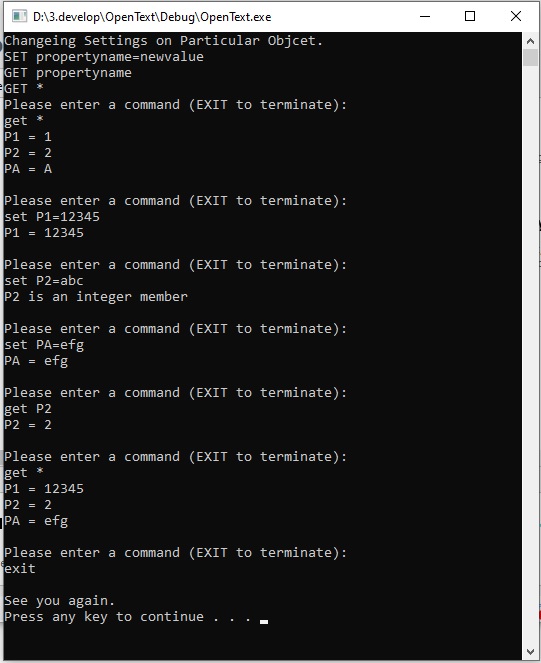 D:\3.develop\OpenText\Debug\OpenText.exe
Changeing Settings on Particular Objcet.
SET propertyname=newvalue
GET propertyname
GET *
Please enter a command (EXIT to terminate):
get *
P1 = 1
P2 = 2
PA = A
Please enter a command (EXIT to terminate):
set P1=12345
P1 = 12345
Please enter a command (EXIT to terminate):
set P2=abc
P2 is an integer member
Please enter a command (EXIT to terminate):
set PA=efg
PA = efg
Please enter a command (EXIT to terminate):
get P2
P2 = 2
Please enter a command (EXIT to terminate):
get *
P1 = 12345
P2 = 2
PA = efg
Please enter a command (EXIT to terminate):
exit
See you again.
Press any key to continue . . .